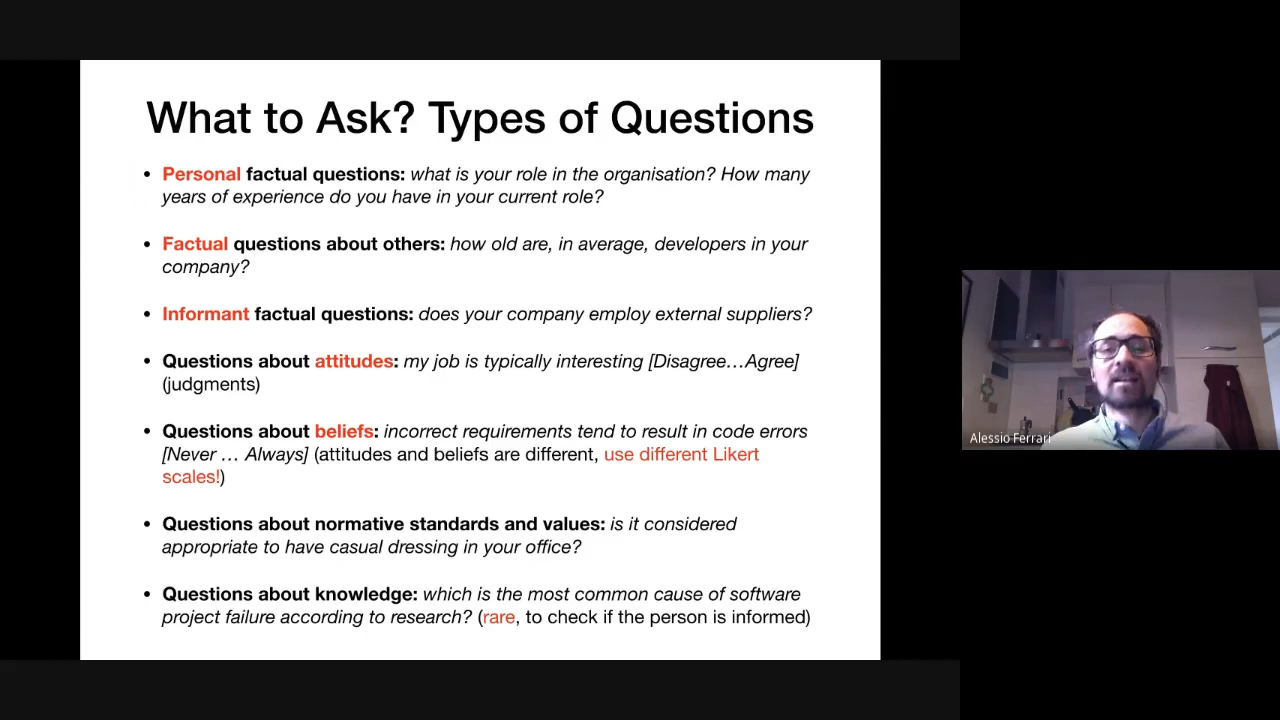 What to Ask? Types of Questions
• Personal factual questions: what is your role in the organisation? How many
years of experience do you have in your current role?
• Factual questions about others: how old are, in average, developers in your
company?
• Informant factual questions: does your company employ external suppliers?
• Questions about attitudes: my job is typically interesting [Disagree…Agree]
(judgments)
• Questions about beliefs: incorrect requirements tend to result in code errors
[Never … Always] (attitudes and beliefs are different, use different Likert
scales!)
• Questions about normative standards and values: is it considered
appropriate to have casual dressing in your office?
• Questions about knowledge: which is the most common cause of software
project failure according to research? (rare, to check if the person is informed)
Alessio Ferrari